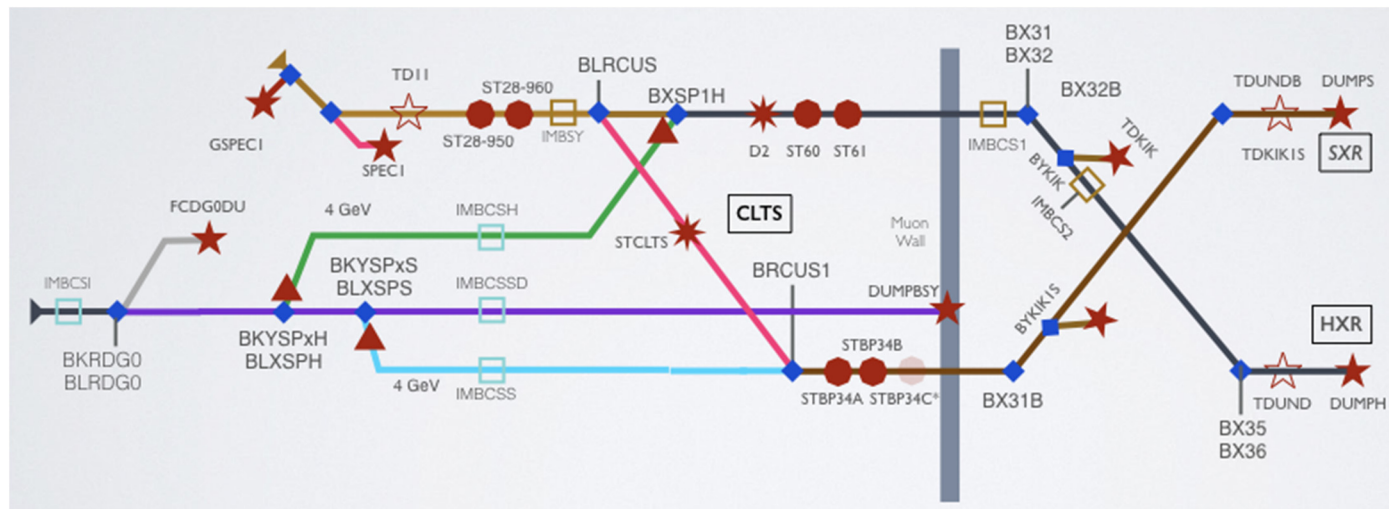 BX31
BX32
BLRCUS
TD11
ST28-960
BXSP1H
BX32B
TDUNDB
DUMPS
GSPEC1
SPEC1
ST28-950
IMBSY
D2
ST60
ST61
IMBCS1
TDKIK
BYKIK
IMBCS2
TDKIK1S
SXR
FCDG0DU
4 GeV
IMBCSH
STCLTS
CLTS
Muon
Wall
IMBCSI
BKYSPxS
BLXSPS
IMBCSSD
BRCUS1
DUMPBSY
BYKIK1S
HXR
BKRDG0
BLRDG0
BKYSPxH
BLXSPH
4 GeV
IMBCSS
STBP34B
STBP34A
STBP34C*
BX31B
TDUND
DUMPH
BX35
BX36